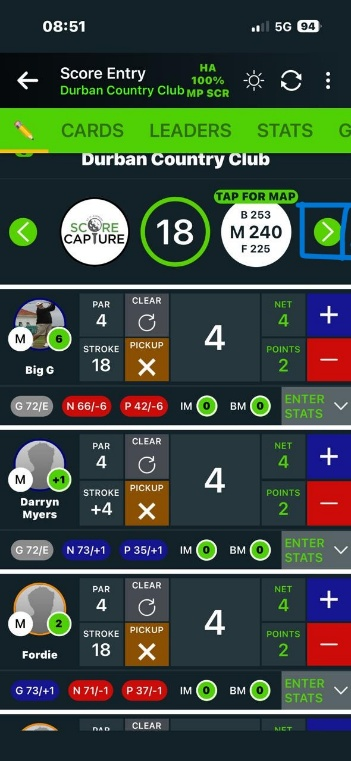 08:51
5G 94
Score Entry
Durban Country Club
HA
100%
MP SCR
CARDS LEADERS STATS G
Durban Country Club
SCORE
CAPTURE
18
TAP FOR MAP
B 253
M 240
F 225
PAR
4
CLEAR
4
NET
4
+
M 6
STROKE
18
PICKUP
POINTS
2
−
Big G
G 72/E N 66/-6 P 42/-6 IM 0 BM 0 ENTER STATS
PAR
4
CLEAR
4
NET
4
+
M +1
STROKE
+4
PICKUP
POINTS
2
−
Darryn
Myers
G 72/E N 73/+1 P 35/+1 IM 0 BM 0 ENTER STATS
PAR
4
CLEAR
4
NET
4
+
M 2
STROKE
18
PICKUP
POINTS
2
−
Fordie
G 73/+1 N 71/-1 P 37/-1 IM 0 BM 0 ENTER STATS
PAR CLEAR NET